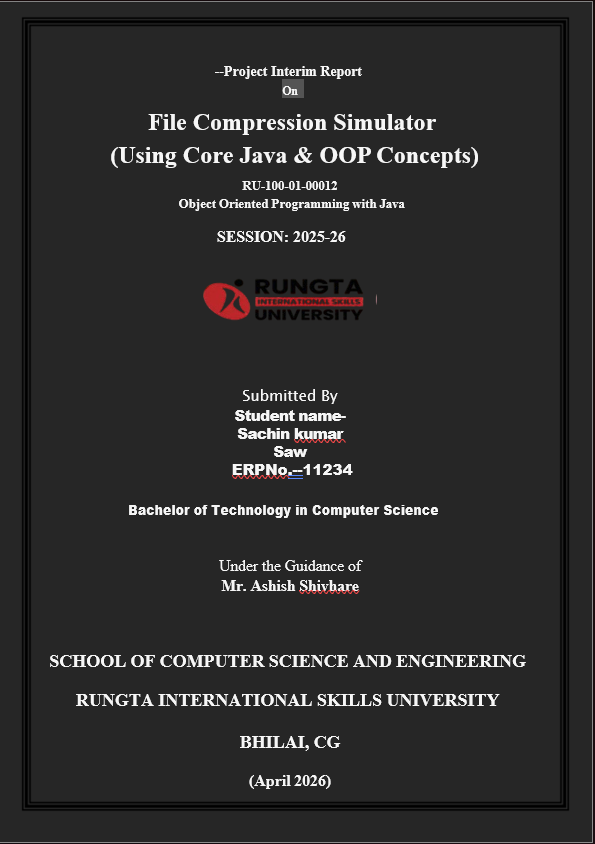 --Project Interim Report
On
File Compression Simulator
(Using Core Java & OOP Concepts)
RU-100-01-00012
Object Oriented Programming with Java
SESSION: 2025-26
RUNGTA
INTERNATIONAL SKILLS
UNIVERSITY
Submitted By
Student name-
Sachin kumar
Saw
ERPNo.--11234
Bachelor of Technology in Computer Science
Under the Guidance of
Mr. Ashish Shivhare
SCHOOL OF COMPUTER SCIENCE AND ENGINEERING
RUNGTA INTERNATIONAL SKILLS UNIVERSITY
BHILAI, CG
(April 2026)